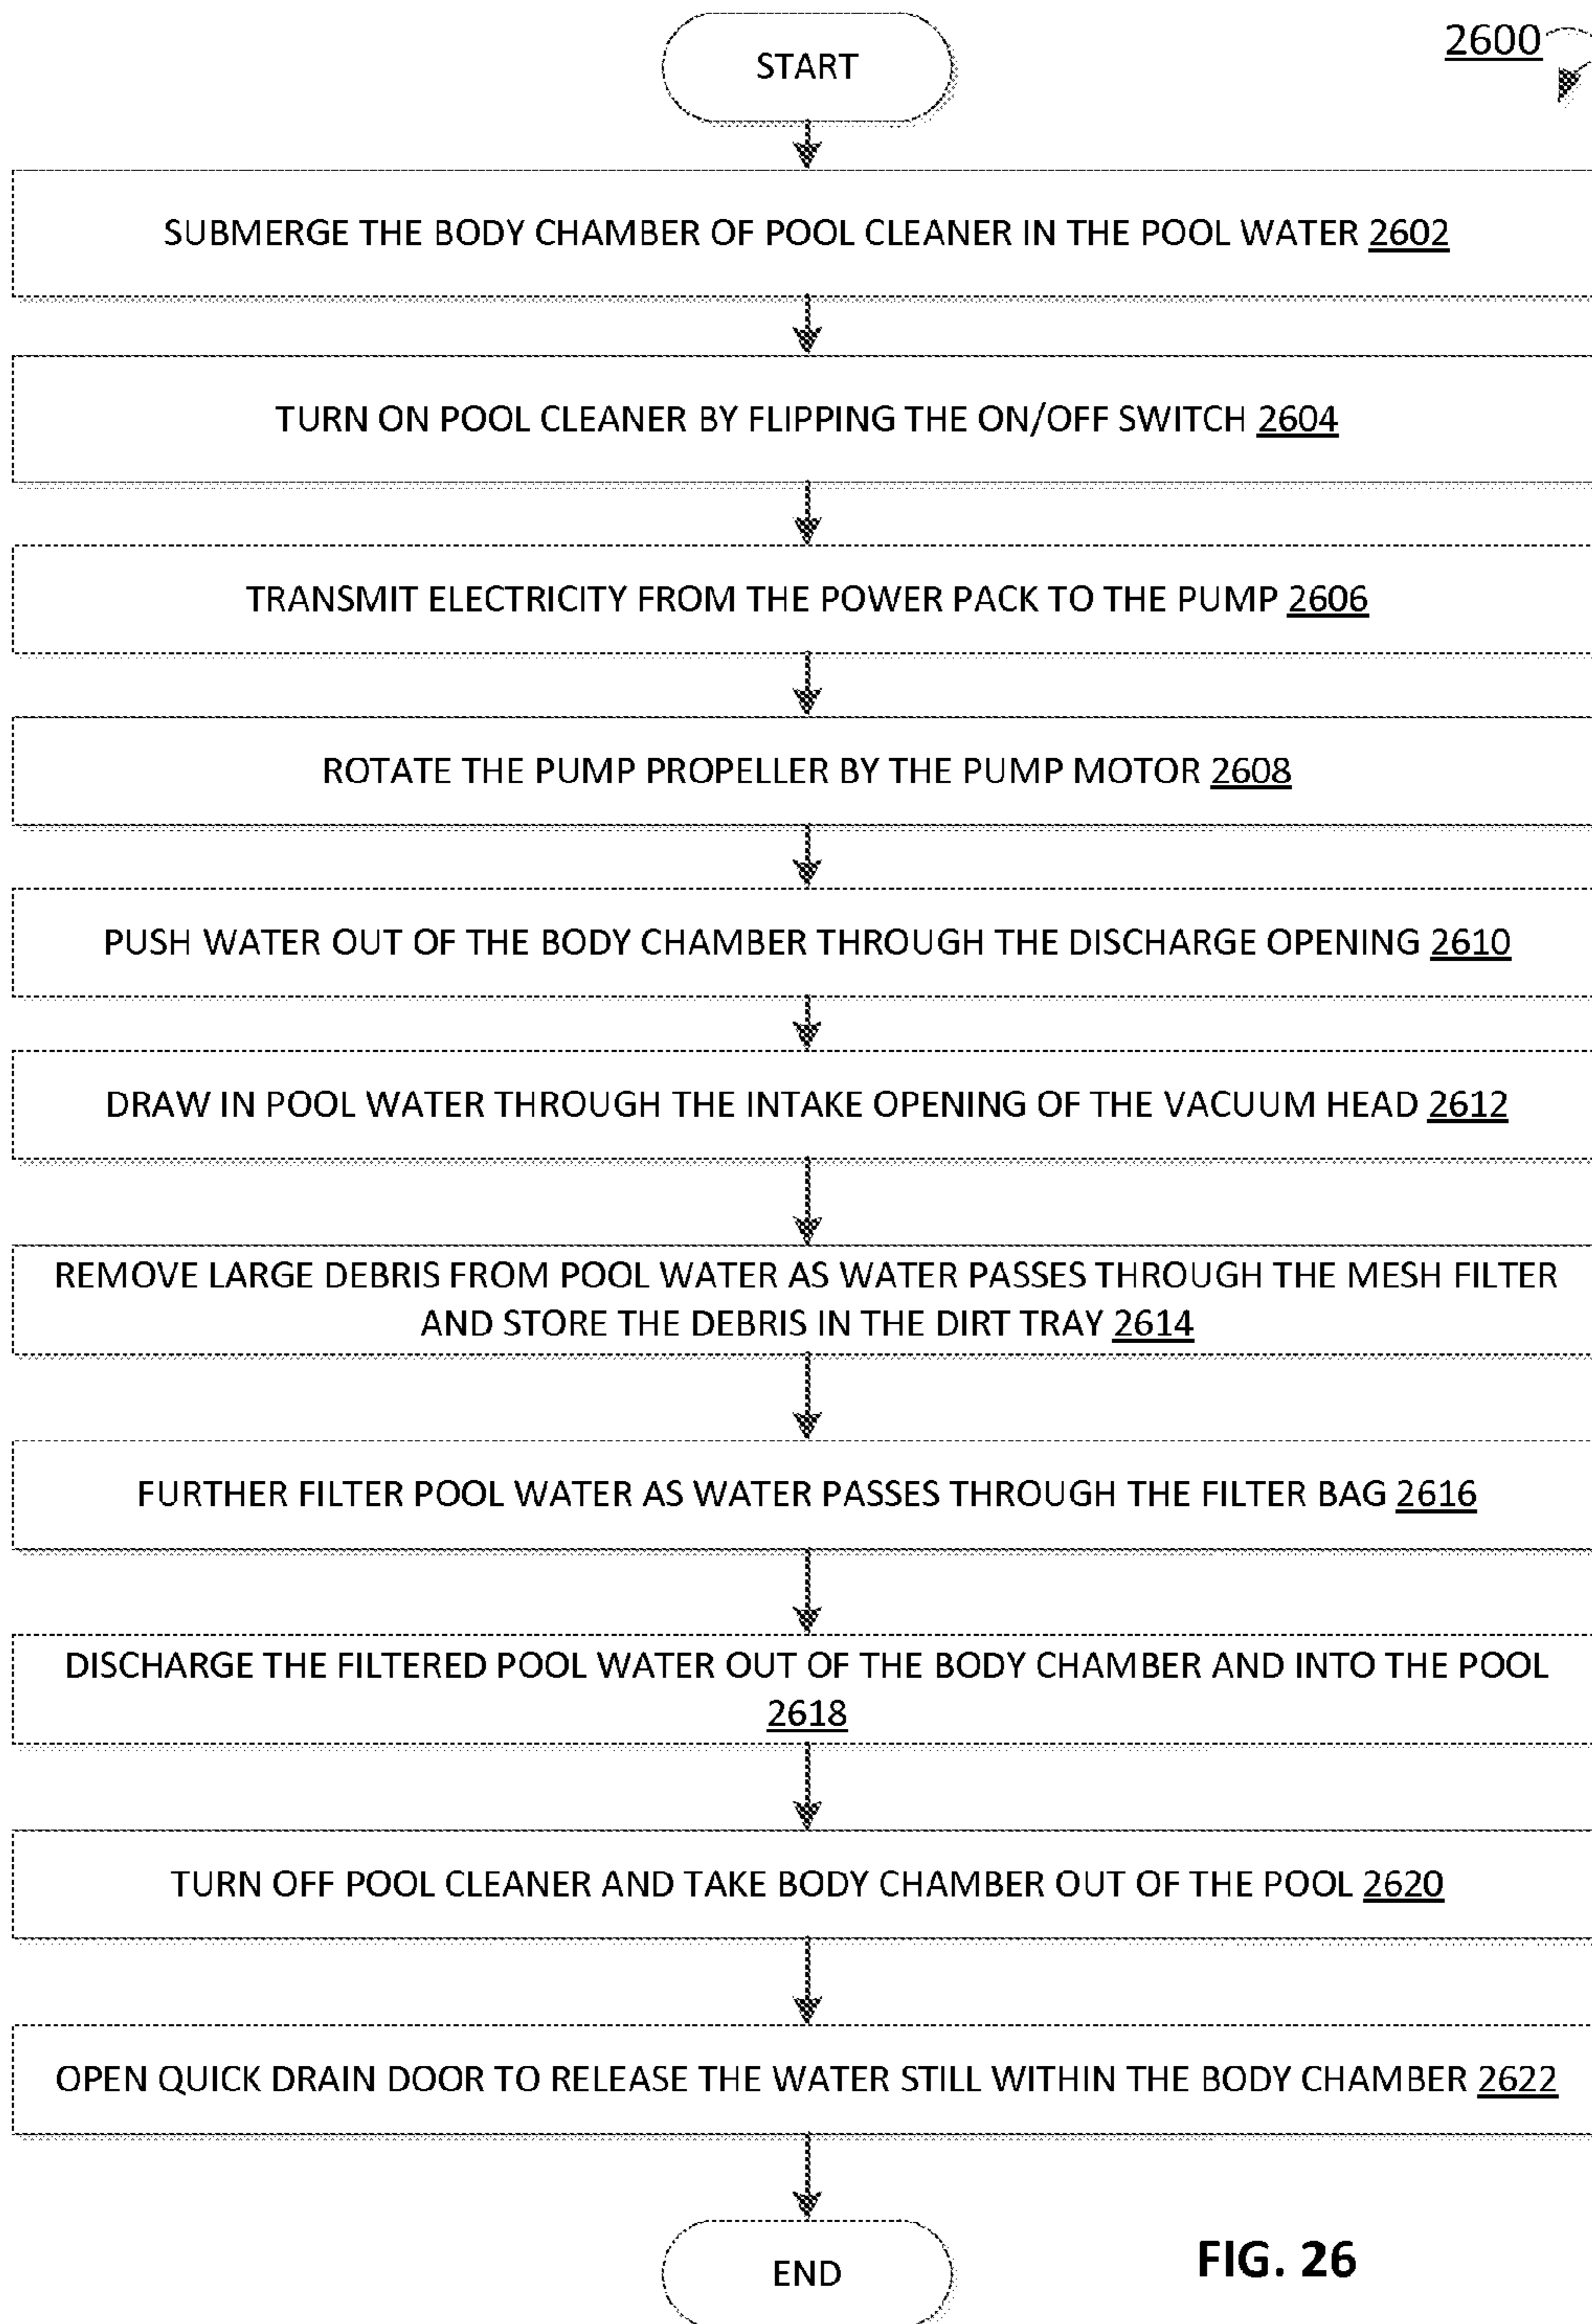 START
2600
SUBMERGE THE BODY CHAMBER OF POOL CLEANER IN THE POOL WATER 2602
TURN ON POOL CLEANER BY FLIPPING THE ON/OFF SWITCH 2604
TRANSMIT ELECTRICITY FROM THE POWER PACK TO THE PUMP 2606
ROTATE THE PUMP PROPELLER BY THE PUMP MOTOR 2608
PUSH WATER OUT OF THE BODY CHAMBER THROUGH THE DISCHARGE OPENING 2610
DRAW IN POOL WATER THROUGH THE INTAKE OPENING OF THE VACUUM HEAD 2612
REMOVE LARGE DEBRIS FROM POOL WATER AS WATER PASSES THROUGH THE MESH FILTER
AND STORE THE DEBRIS IN THE DIRT TRAY 2614
FURTHER FILTER POOL WATER AS WATER PASSES THROUGH THE FILTER BAG 2616
DISCHARGE THE FILTERED POOL WATER OUT OF THE BODY CHAMBER AND INTO THE POOL
2618
TURN OFF POOL CLEANER AND TAKE BODY CHAMBER OUT OF THE POOL 2620
OPEN QUICK DRAIN DOOR TO RELEASE THE WATER STILL WITHIN THE BODY CHAMBER 2622
END
FIG. 26